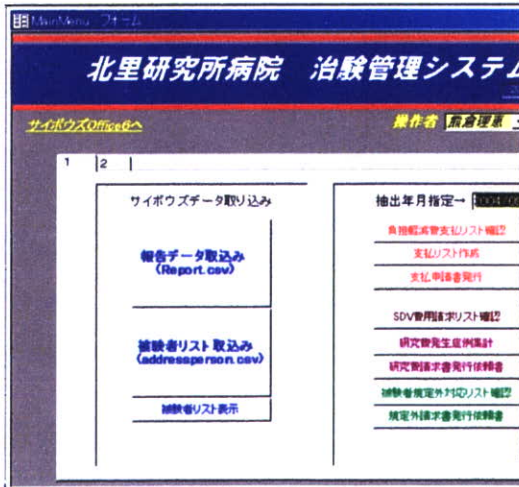 MainMenu フォーム
北里研究所病院 治験管理システム
サイボウズOffice6へ
操作者
1 2
サイボウズデータ取り込み
報告データ取込み
(Report.csv)
被験者リスト取込み
(addressperson.csv)
被験者リスト表示
抽出年月指定→
負担軽減費支払リスト確認
支払リスト作成
支払申請書発行
SDV費用請求リスト確認
研究費発生症例集計
研究費請求書発行依頼書
被験者規定外対応リスト確認
規定外請求書発行依頼書